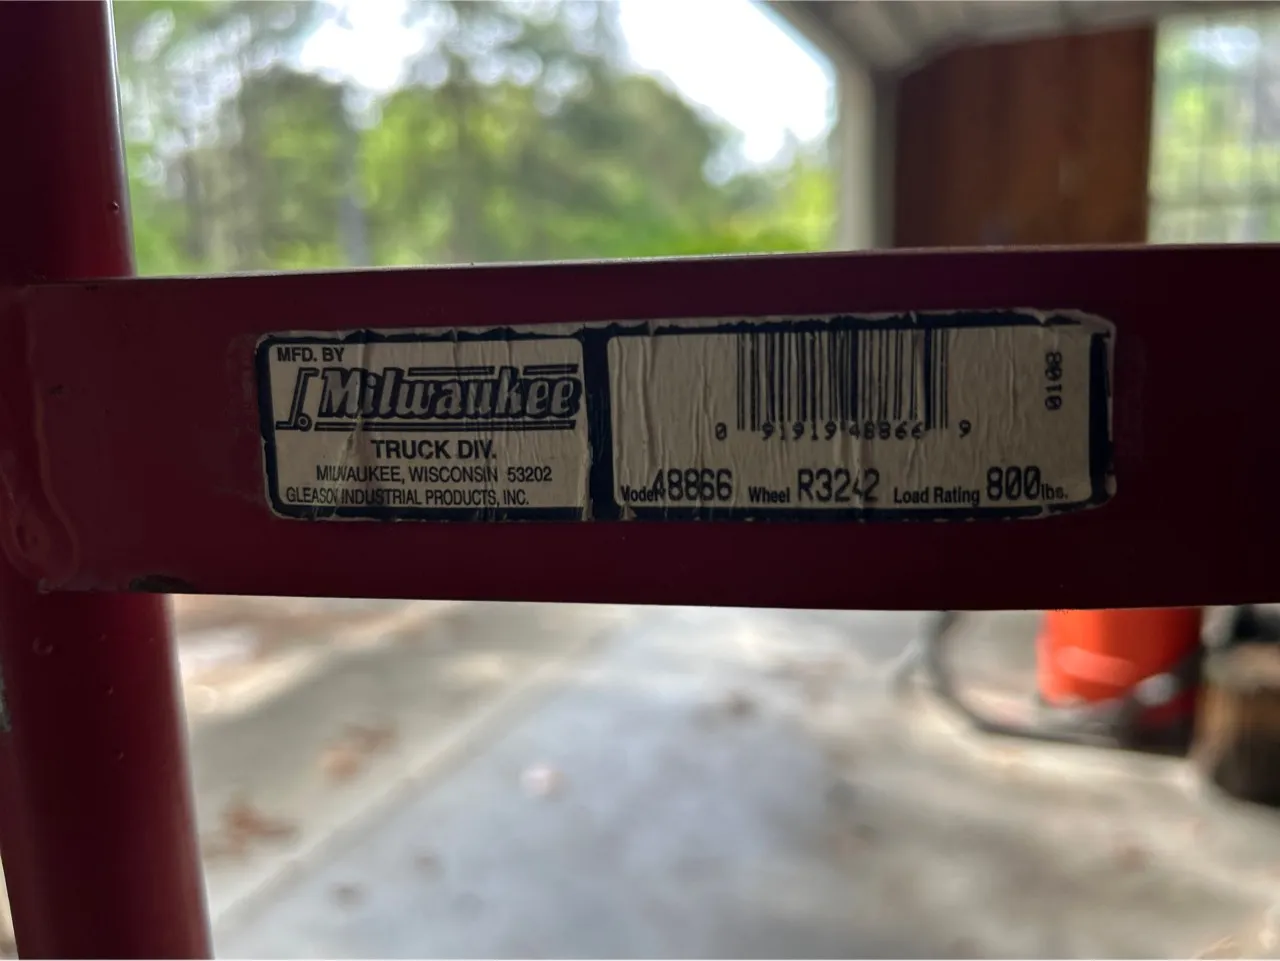 MFD. BY
Milwaukee
TRUCK DIV.
MILWAUKEE, WISCONSIN 53202
GLEASON INDUSTRIAL PRODUCTS, INC.
0 91919 48866 9
0108
Model 48866 Wheel R3242 Load Rating 800 lbs.